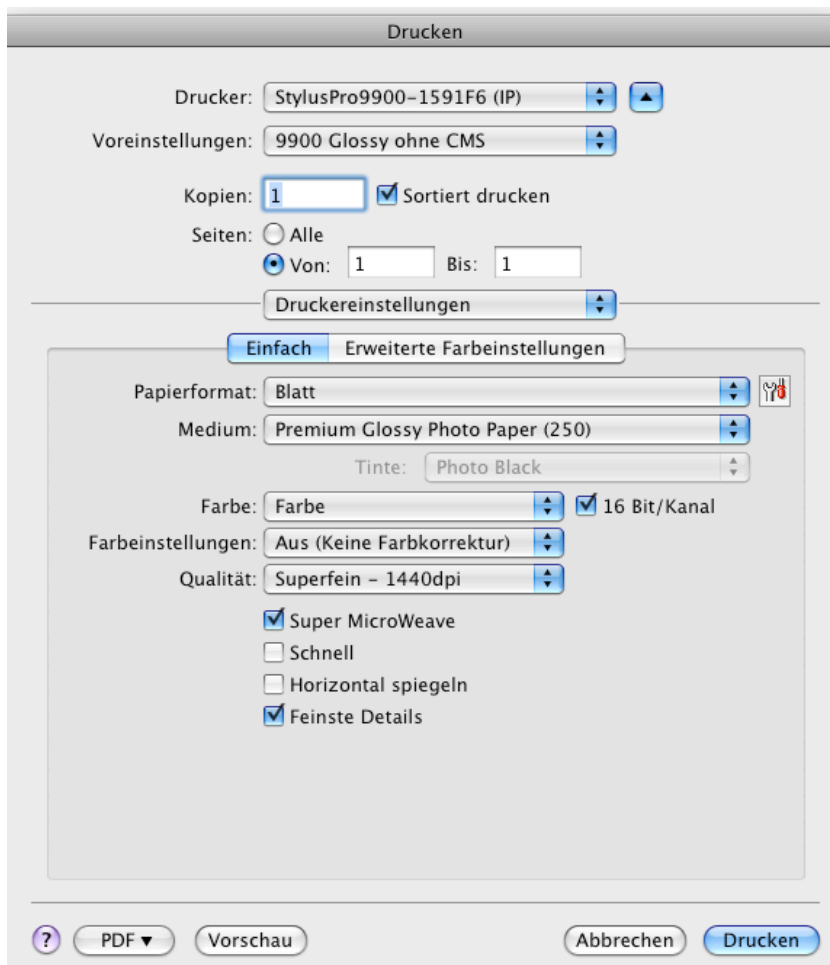 Drucken
Drucker: StylusPro9900-1591F6 (IP)
Voreinstellungen: 9900 Glossy ohne CMS
Kopien: 1 Sortiert drucken
Seiten: Alle
Von: 1 Bis: 1
Druckereinstellungen
Einfach Erweiterte Farbeinstellungen
Papierformat: Blatt
Medium: Premium Glossy Photo Paper (250)
Tinte: Photo Black
Farbe: Farbe 16 Bit/Kanal
Farbeinstellungen: Aus (Keine Farbkorrektur)
Qualität: Superfein - 1440dpi
Super MicroWeave
Schnell
Horizontal spiegeln
Feinste Details
? PDF ▼ Vorschau Abbrechen Drucken